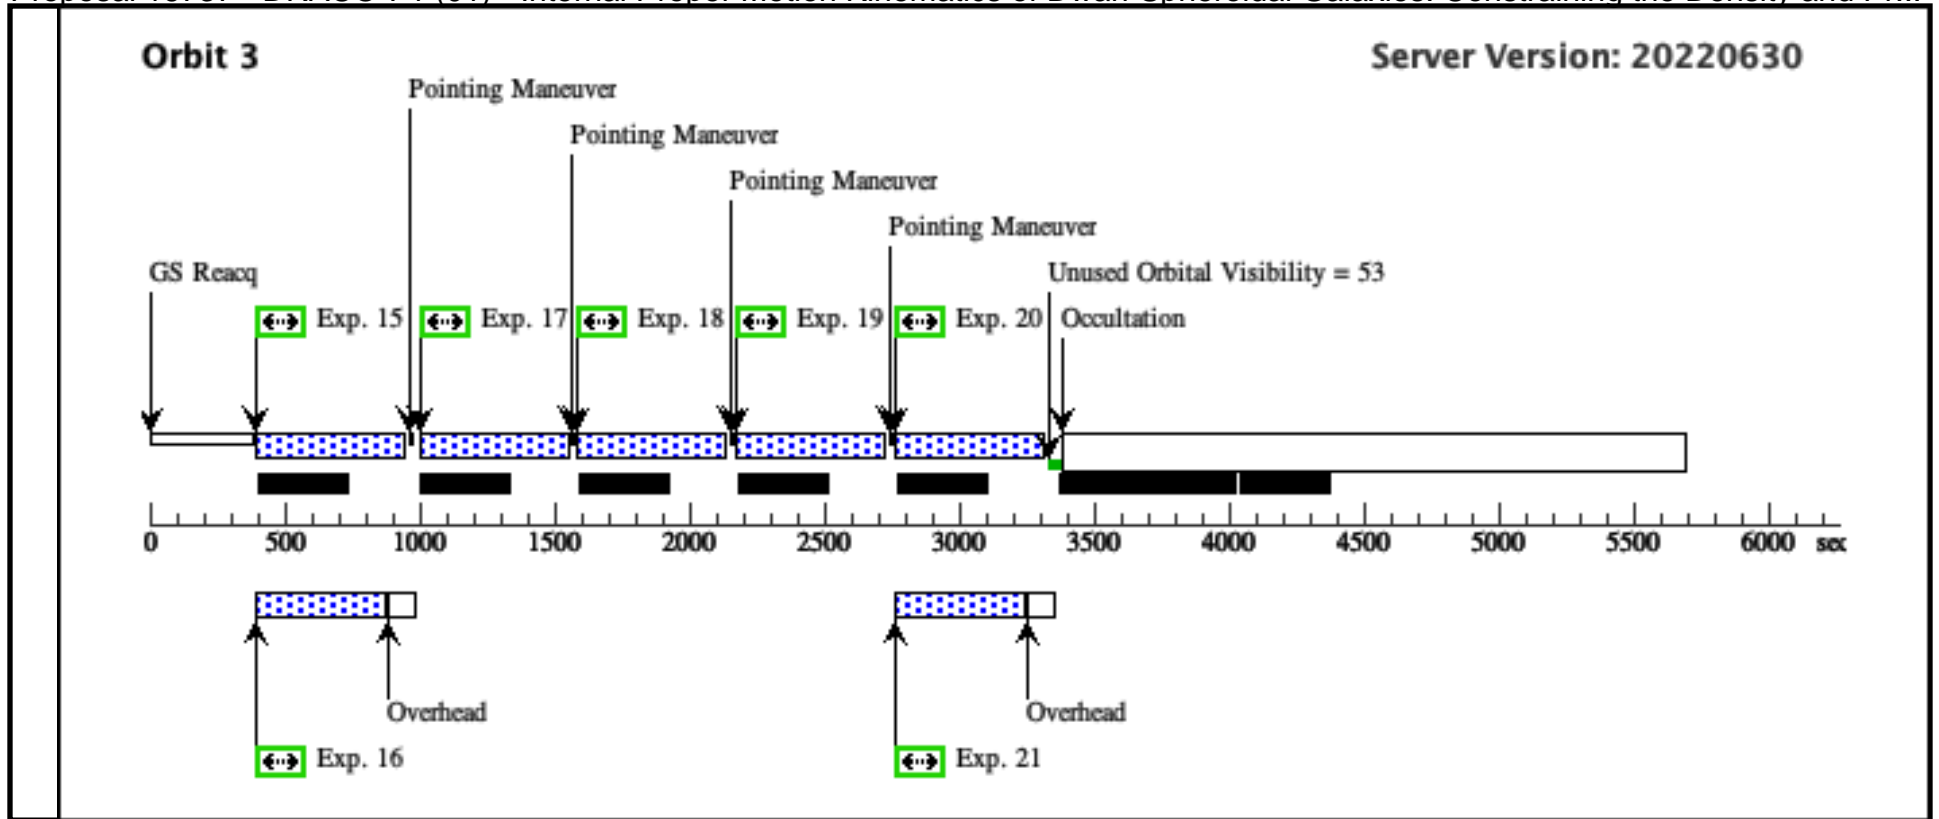 Orbit 3
Server Version: 20220630
Pointing Maneuver
Pointing Maneuver
Pointing Maneuver
Pointing Maneuver
GS Reacq
Unused Orbital Visibility = 53
Exp. 15
Exp. 17
Exp. 18
Exp. 19
Exp. 20
Occultation
0 500 1000 1500 2000 2500 3000 3500 4000 4500 5000 5500 6000 sec
Overhead
Overhead
Exp. 16
Exp. 21